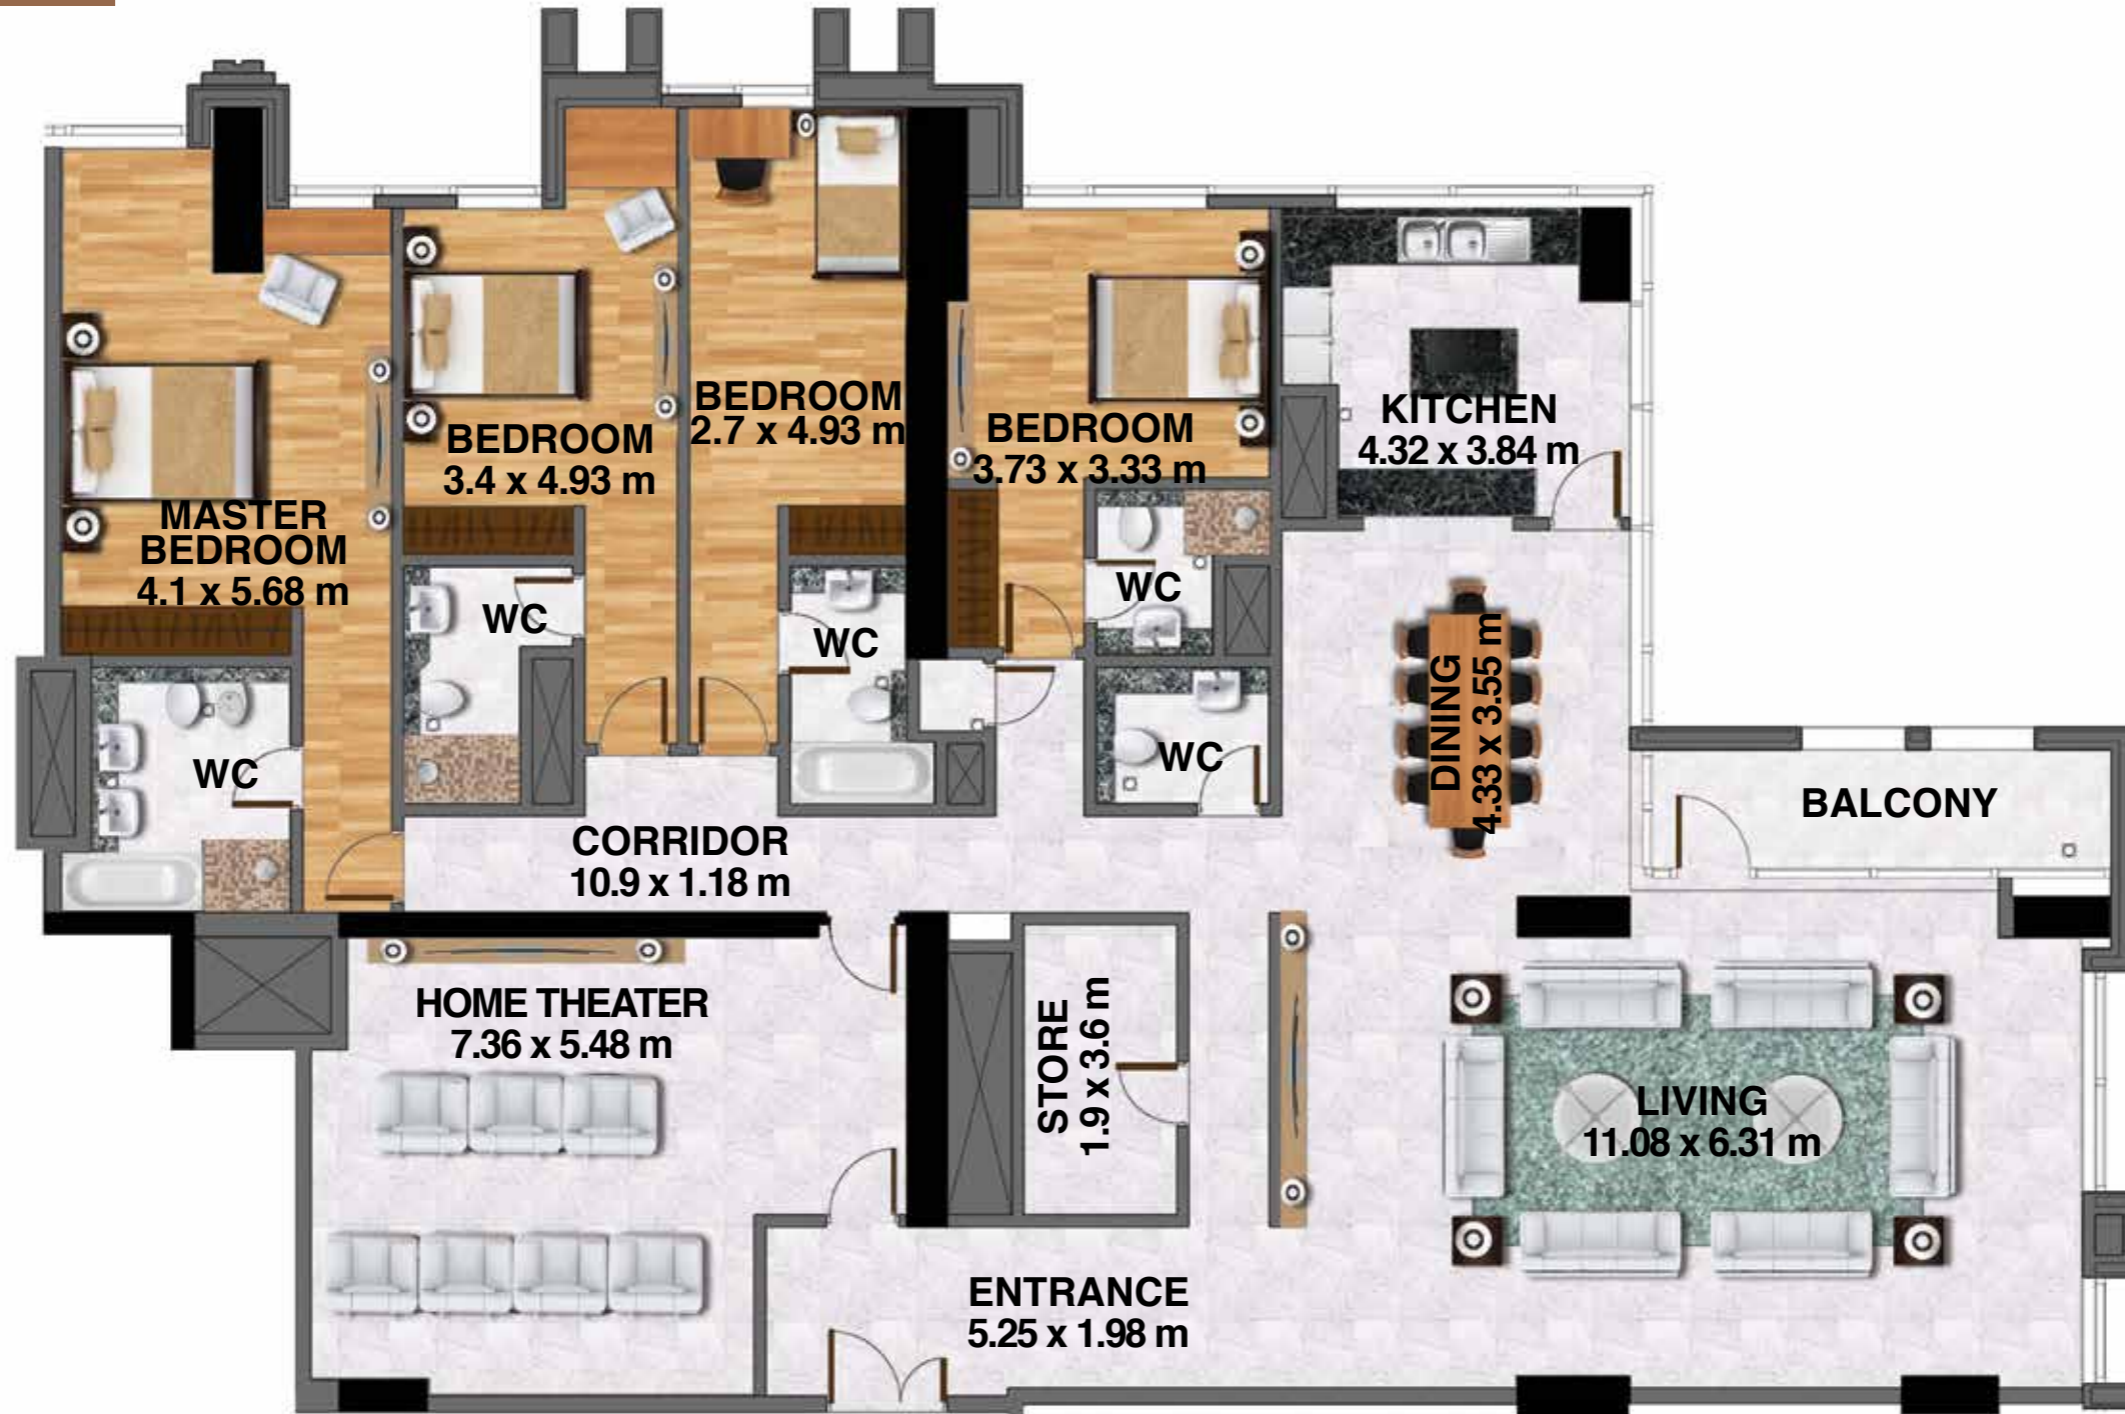 BEDROOM
2.7 x 4.93 m
BEDROOM
3.4 x 4.93 m
BEDROOM
3.73 x 3.33 m
KITCHEN
4.32 x 3.84 m
MASTER
BEDROOM
4.1 x 5.68 m
WC
WC
WC
WC
WC
DINING
4.33 x 3.55 m
BALCONY
CORRIDOR
10.9 x 1.18 m
HOME THEATER
7.36 x 5.48 m
STORE
1.9 x 3.6 m
LIVING
11.08 x 6.31 m
ENTRANCE
5.25 x 1.98 m